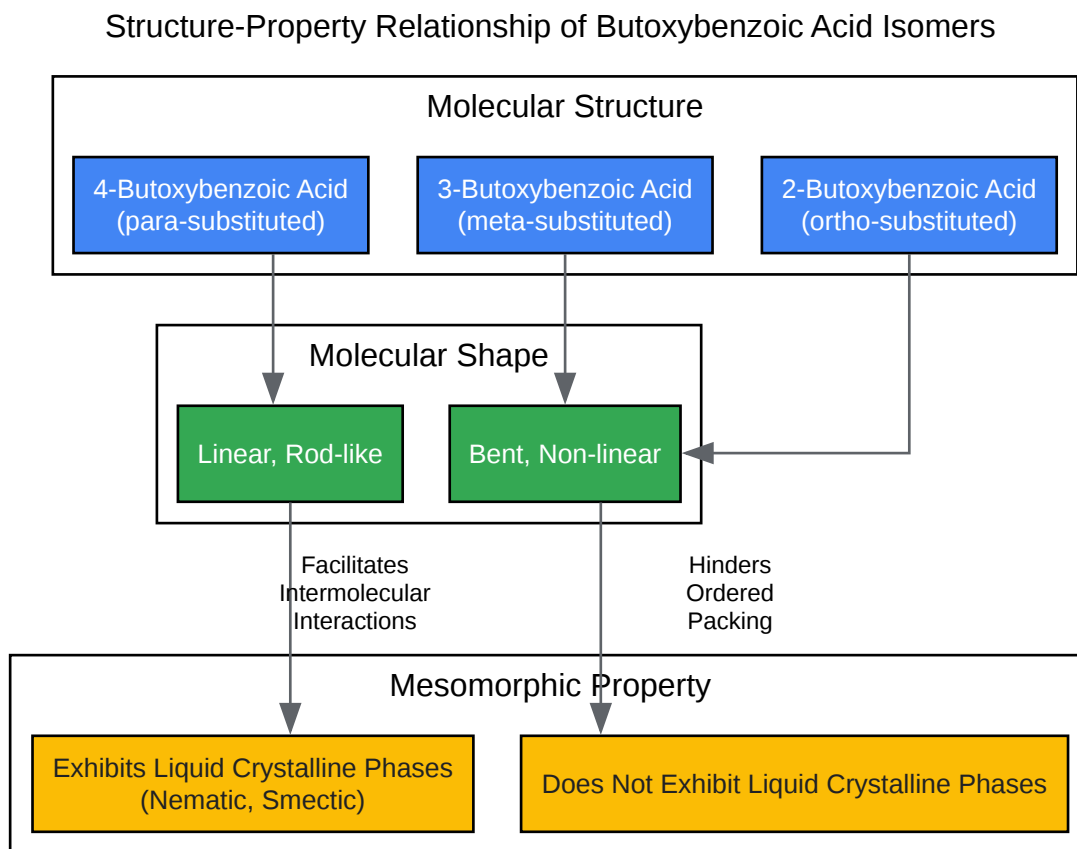 Structure-Property Relationship of Butoxybenzoic Acid Isomers
Molecular Structure
4-Butoxybenzoic Acid
(para-substituted)
3-Butoxybenzoic Acid
(meta-substituted)
2-Butoxybenzoic Acid
(ortho-substituted)
Molecular Shape
Linear, Rod-like
Bent, Non-linear
Facilitates
Intermolecular
Interactions
Hinders
Ordered
Packing
Mesomorphic Property
Exhibits Liquid Crystalline Phases
(Nematic, Smectic)
Does Not Exhibit Liquid Crystalline Phases